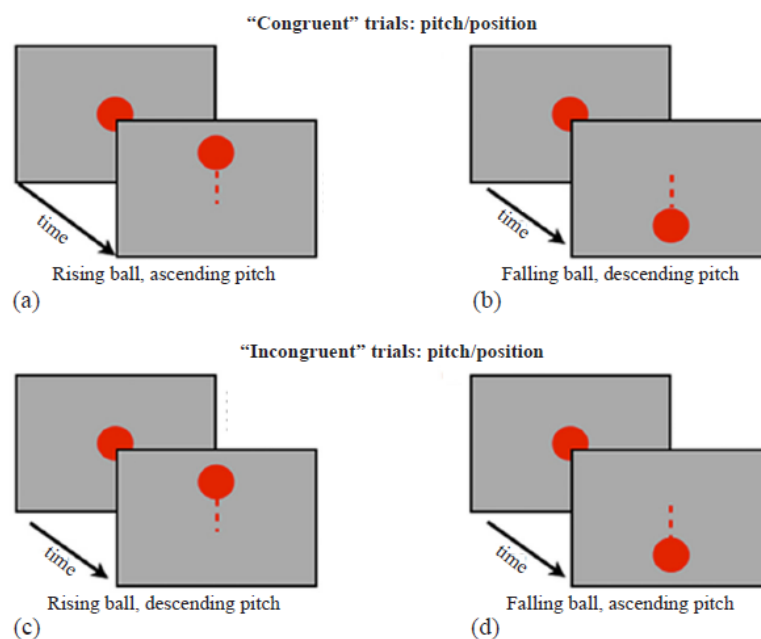 “Congruent” trials: pitch/position
time
time
Rising ball, ascending pitch
Falling ball, descending pitch
(a)
(b)
“Incongruent” trials: pitch/position
time
time
Rising ball, descending pitch
Falling ball, ascending pitch
(c)
(d)